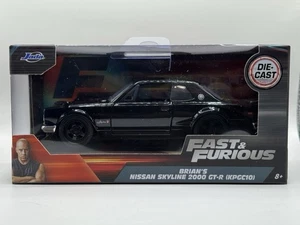 Jada
DIE-
CAST
FAST &
FURIOUS
BRIAN'S
NISSAN SKYLINE 2000 GT-R (KPGC10)
8+